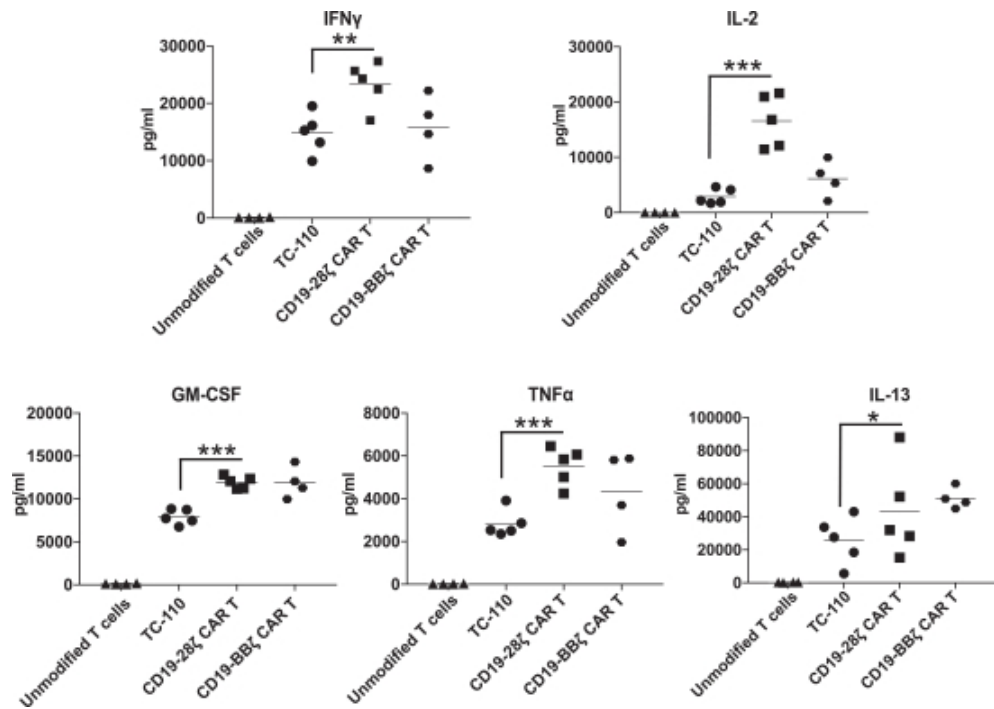 IFNγ
**
pg/ml
30000
20000
10000
0
Unmodified T cells
TC-110
CD19-28ζ CAR T
CD19-BBζ CAR T
IL-2
***
pg/ml
30000
20000
10000
0
Unmodified T cells
TC-110
CD19-28ζ CAR T
CD19-BBζ CAR T
GM-CSF
***
pg/ml
20000
15000
10000
5000
0
Unmodified T cells
TC-110
CD19-28ζ CAR T
CD19-BBζ CAR T
TNFα
***
pg/ml
8000
6000
4000
2000
0
Unmodified T cells
TC-110
CD19-28ζ CAR T
CD19-BBζ CAR T
IL-13
*
pg/ml
100000
80000
60000
40000
20000
0
Unmodified T cells
TC-110
CD19-28ζ CAR T
CD19-BBζ CAR T